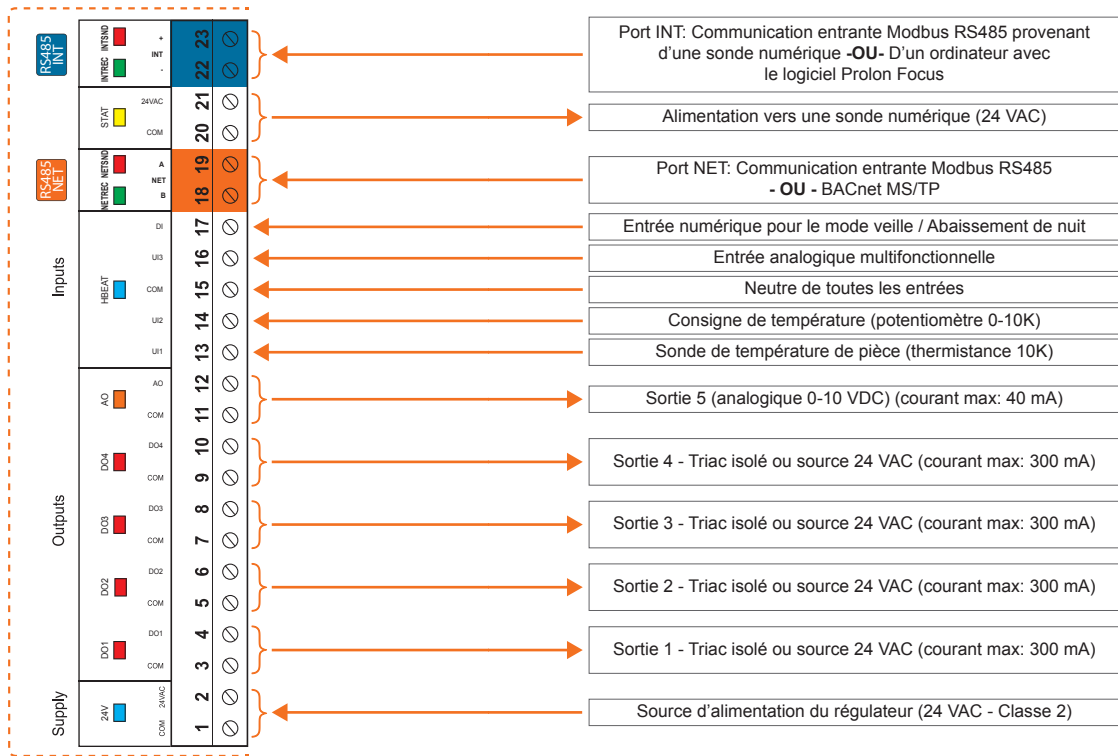 RS485
INT
INTREC INTSND
+
INT
-
23
22
Port INT: Communication entrante Modbus RS485 provenant
d'une sonde numérique -OU- D'un ordinateur avec
le logiciel Prolon Focus
STAT
24VAC
COM
21
20
Alimentation vers une sonde numérique (24 VAC)
RS485
NET
NETREC NETSND
A
NET
B
19
18
Port NET: Communication entrante Modbus RS485
- OU - BACnet MS/TP
Inputs
HBEAT
DI
17
Entrée numérique pour le mode veille / Abaissement de nuit
UI3
16
Entrée analogique multifonctionnelle
COM
15
Neutre de toutes les entrées
UI2
14
Consigne de température (potentiomètre 0-10K)
UI1
13
Sonde de température de pièce (thermistance 10K)
Outputs
AO
AO
COM
12
11
Sortie 5 (analogique 0-10 VDC) (courant max: 40 mA)
DO4
DO4
COM
10
9
Sortie 4 - Triac isolé ou source 24 VAC (courant max: 300 mA)
DO3
DO3
COM
8
7
Sortie 3 - Triac isolé ou source 24 VAC (courant max: 300 mA)
DO2
DO2
COM
6
5
Sortie 2 - Triac isolé ou source 24 VAC (courant max: 300 mA)
DO1
DO1
COM
4
3
Sortie 1 - Triac isolé ou source 24 VAC (courant max: 300 mA)
Supply
24V
24VAC
COM
2
1
Source d'alimentation du régulateur (24 VAC - Classe 2)